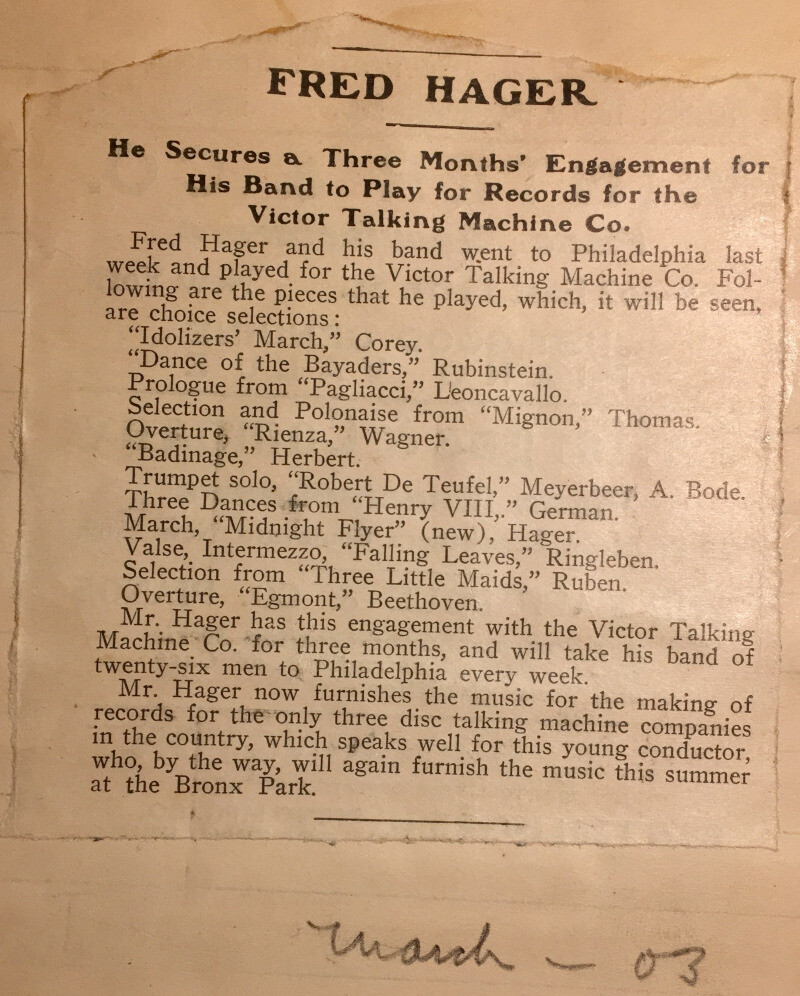 FRED HAGER
He Secures a Three Months' Engagement for
His Band to Play for Records for the
Victor Talking Machine Co.
Fred Hager and his band went to Philadelphia last
week and played for the Victor Talking Machine Co. Fol-
lowing are the pieces that he played, which, it will be seen,
are choice selections:
"Idolizers' March," Corey.
"Dance of the Bayaders," Rubinstein.
Prologue from "Pagliacci," Leoncavallo.
Selection and Polonaise from "Mignon," Thomas.
Overture, "Rienza," Wagner.
"Badinage," Herbert.
Trumpet solo, "Robert De Teufel," Meyerbeer, A. Bode.
Three Dances from "Henry VIII,." German.
March, "Midnight Flyer" (new), Hager.
Valse, Intermezzo, "Falling Leaves," Ringleben.
Selection from "Three Little Maids," Ruben.
Overture, "Egmont," Beethoven.
Mr. Hager has this engagement with the Victor Talking
Machine Co. for three months, and will take his band of
twenty-six men to Philadelphia every week.
Mr. Hager now furnishes the music for the making of
records for the only three disc talking machine companies
in the country, which speaks well for this young conductor,
who, by the way, will again furnish the music this summer
at the Bronx Park.
March - 03